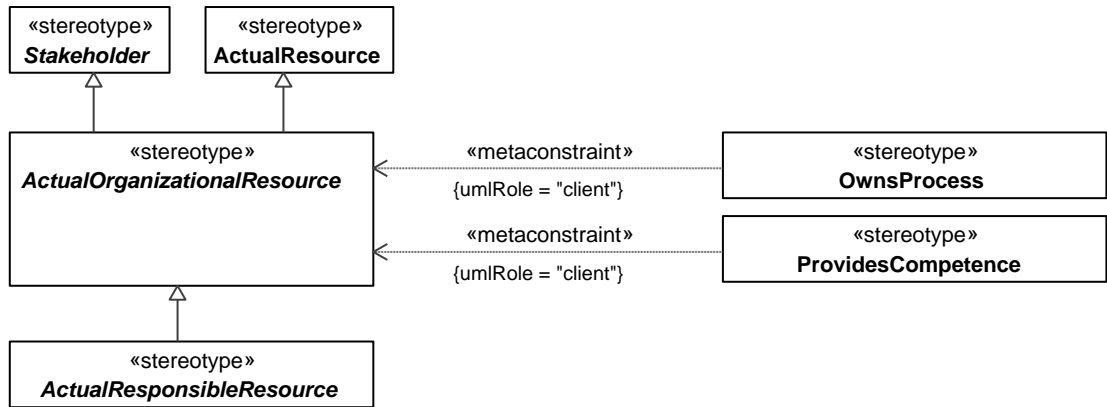 «stereotype»
Stakeholder
«stereotype»
ActualResource
«stereotype»
ActualOrganizationalResource
«metaconstraint»
{umlRole = "client"}
«stereotype»
OwnsProcess
«metaconstraint»
{umlRole = "client"}
«stereotype»
ProvidesCompetence
«stereotype»
ActualResponsibleResource